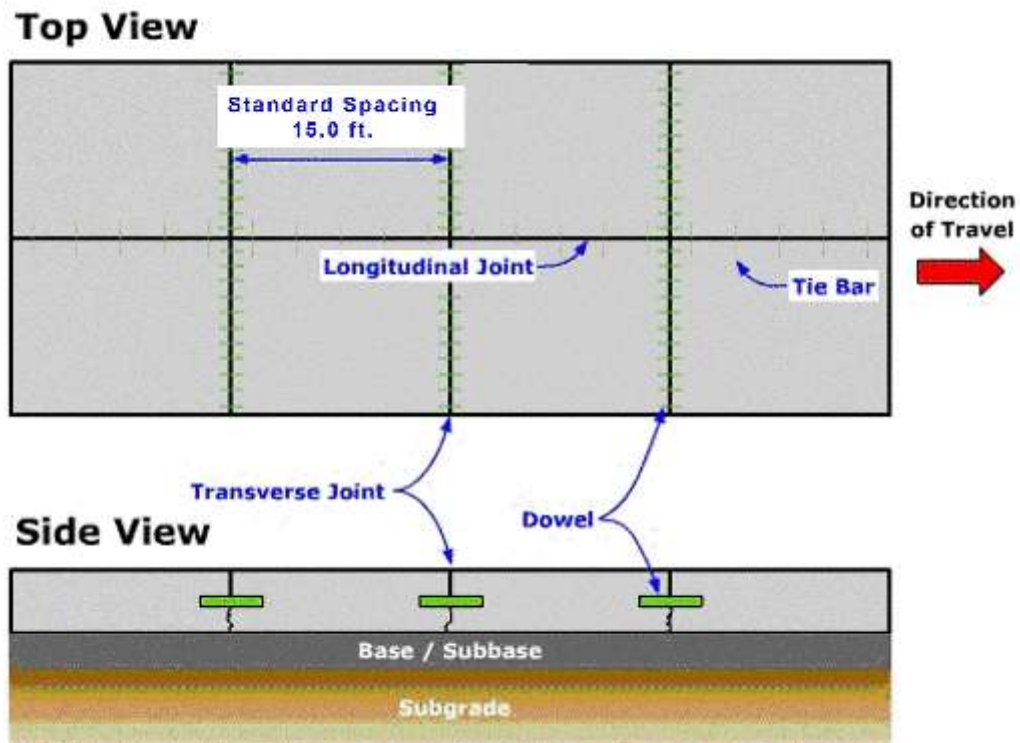 Top View
Standard Spacing
15.0 ft.
Direction
of Travel
Longitudinal Joint
Tie Bar
Transverse Joint
Dowel
Side View
Base / Subbase
Subgrade